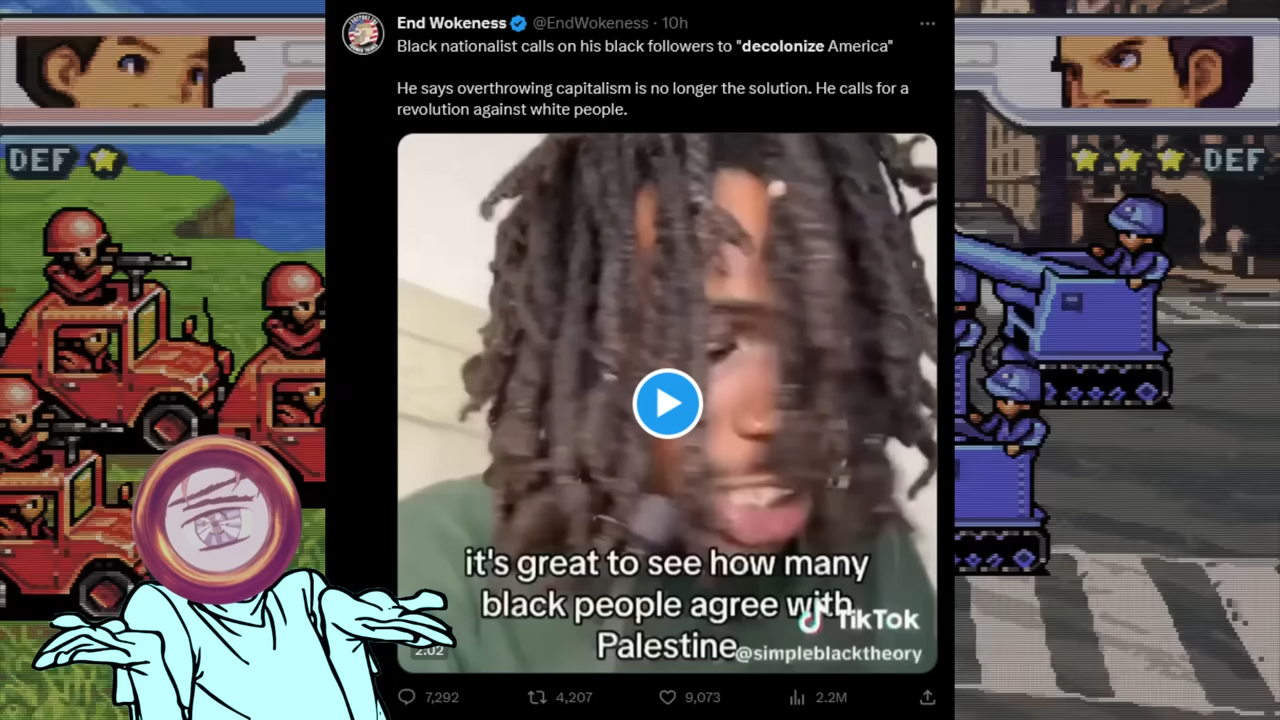 End Wokeness @EndWokeness · 10h
Black nationalist calls on his black followers to "decolonize America"
He says overthrowing capitalism is no longer the solution. He calls for a
revolution against white people.
DEF
DEF
it's great to see how many
black people agree with
Palestine
TikTok
@simpleblacktheory
2:02
7,292 4,207 9,073 2.2M